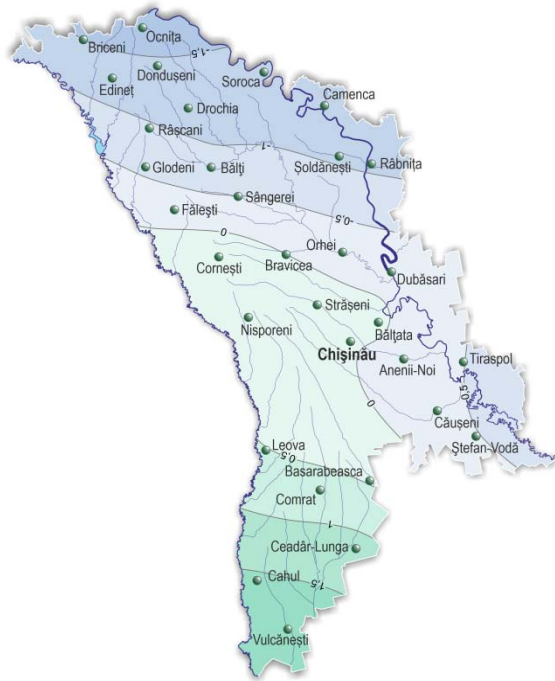 Ocnița
Briceni
-1,5
Dondușeni
Soroca
Edineț
Camenca
Drochia
Râșcani
-1
Șoldănești
Râbnița
Glodeni
Bălți
Sângerei
Fălești
-0,5
0
Orhei
Cornești
Bravicea
Dubăsari
Strășeni
Nisporeni
Bălțata
Chișinău
Anenii-Noi
Tiraspol
-0,5
0
Căușeni
Ștefan-Vodă
Leova
0,5
Basarabeasca
Comrat
1
Ceadâr-Lunga
Cahul
1,5
Vulcănești